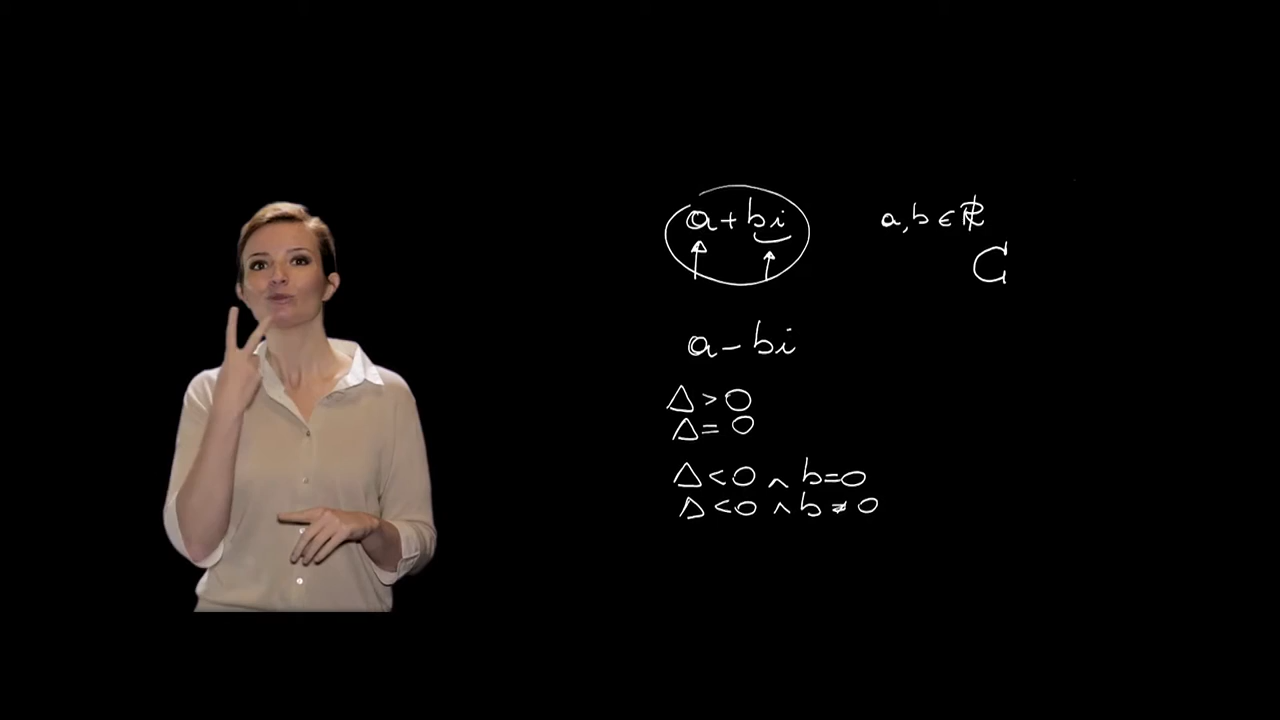 a + bi a, b ∈ ℝ
ℂ
a - bi
Δ > 0
Δ = 0
Δ < 0 ∧ b = 0
Δ < 0 ∧ b ≠ 0